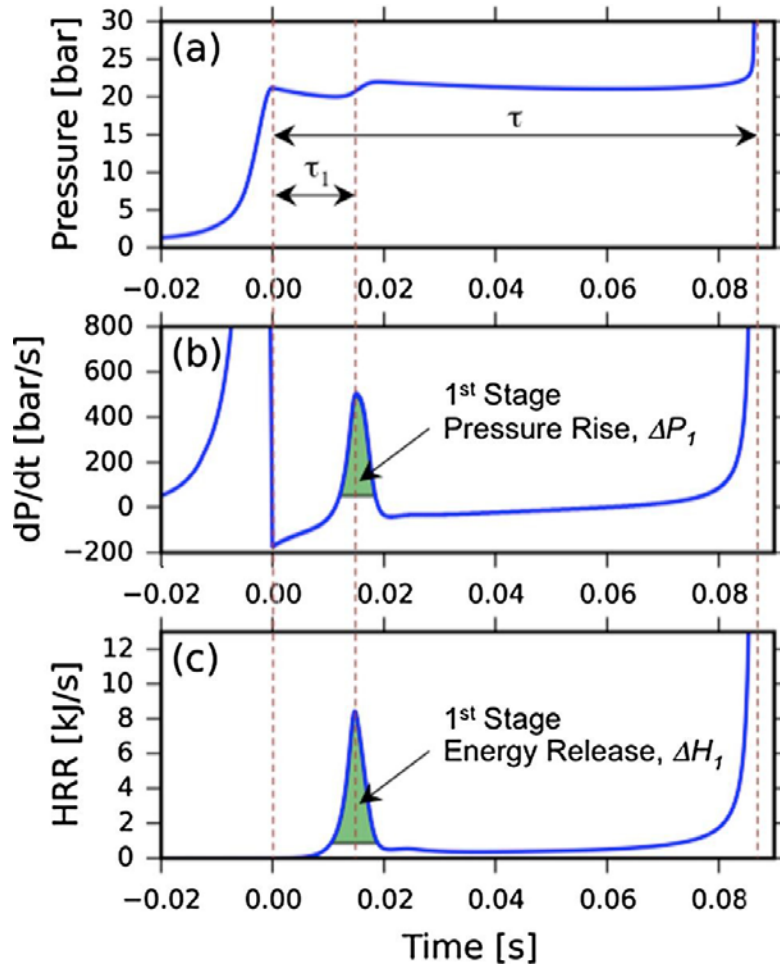 (a)
Pressure [bar]
30
25
20
15
10
5
0
τ
τ1
−0.02 0.00 0.02 0.04 0.06 0.08
(b)
dP/dt [bar/s]
800
600
400
200
0
−200
1st Stage
Pressure Rise, ΔP1
−0.02 0.00 0.02 0.04 0.06 0.08
(c)
HRR [kJ/s]
12
10
8
6
4
2
0
1st Stage
Energy Release, ΔH1
−0.02 0.00 0.02 0.04 0.06 0.08
Time [s]